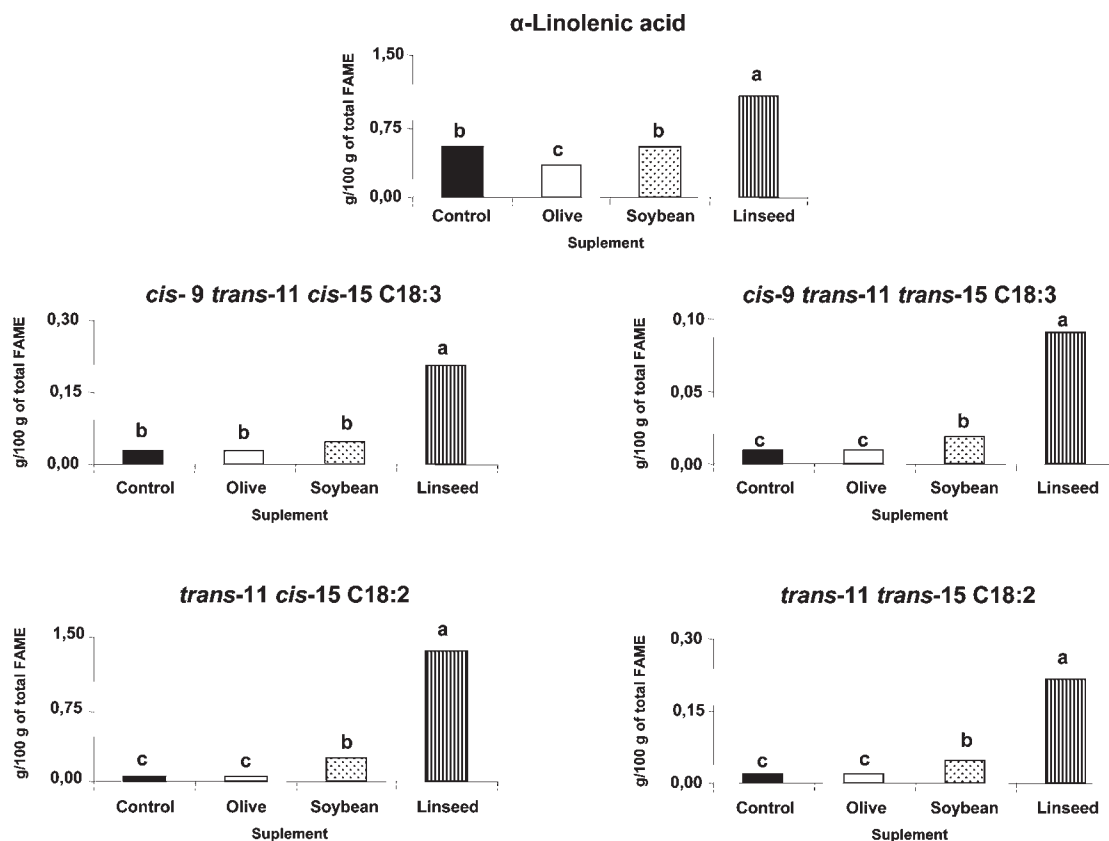 α-Linolenic acid
g/100 g of total FAME
1,50
0,75
0,00
b
c
b
a
Control Olive Soybean Linseed
Suplement
cis- 9 trans-11 cis-15 C18:3
g/100 g of total FAME
0,30
0,15
0,00
b
b
b
a
Control Olive Soybean Linseed
Suplement
cis-9 trans-11 trans-15 C18:3
g/100 g of total FAME
0,10
0,05
0,00
c
c
b
a
Control Olive Soybean Linseed
Suplement
trans-11 cis-15 C18:2
g/100 g of total FAME
1,50
0,75
0,00
c
c
b
a
Control Olive Soybean Linseed
Suplement
trans-11 trans-15 C18:2
g/100 g of total FAME
0,30
0,15
0,00
c
c
b
a
Control Olive Soybean Linseed
Suplement